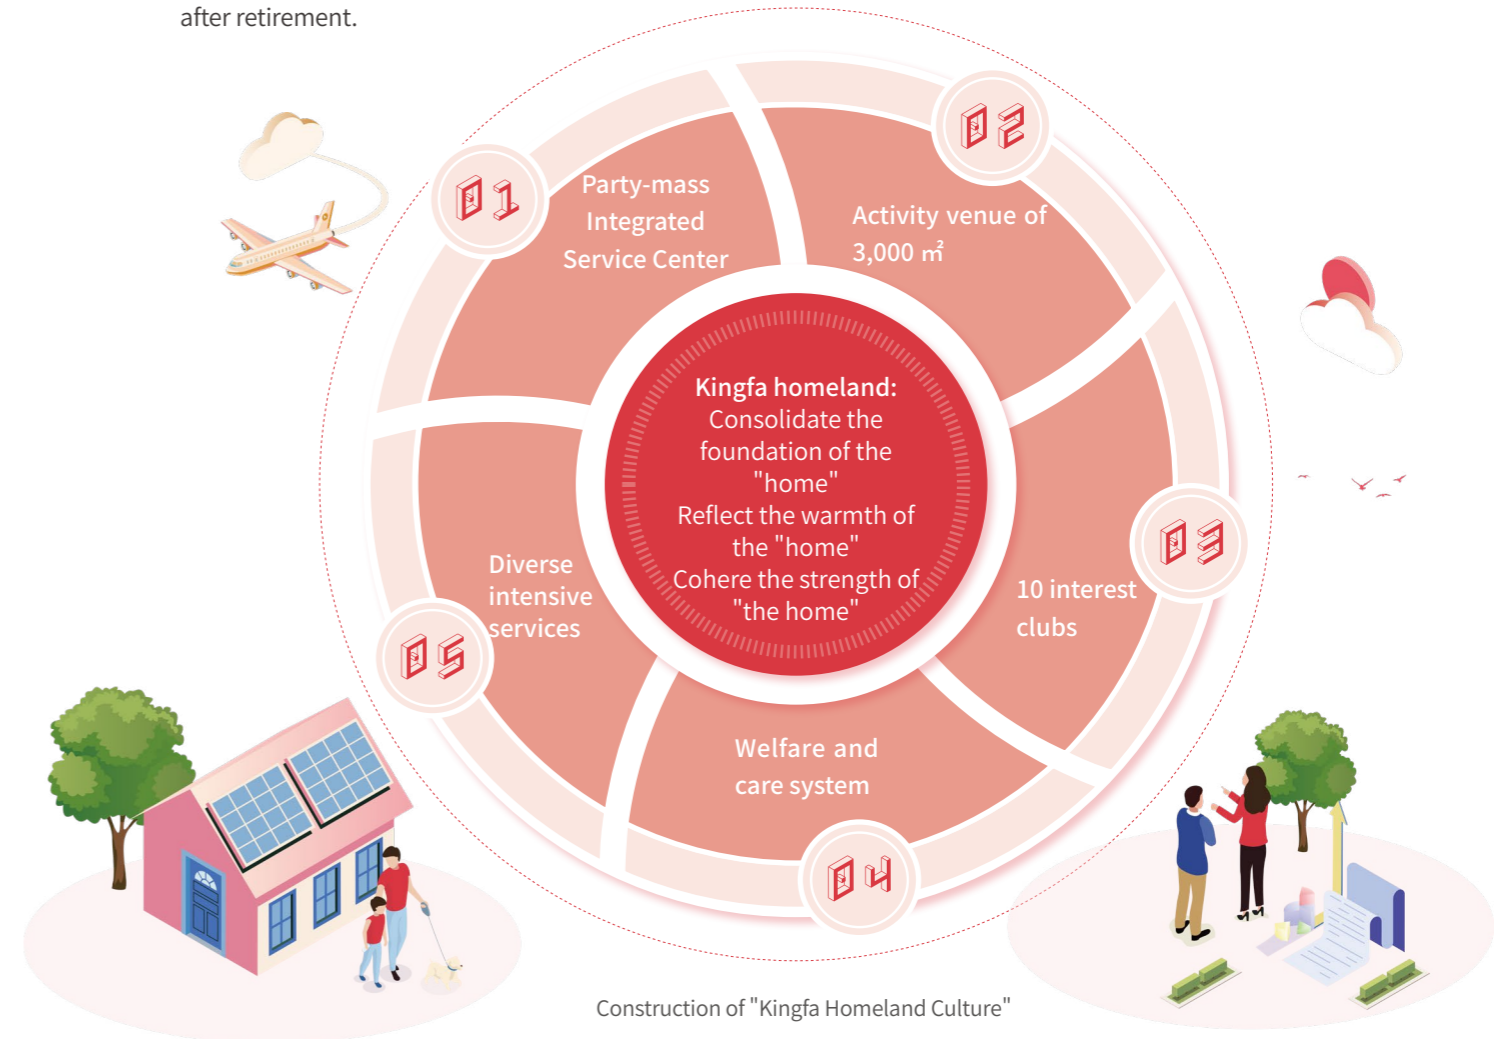 after retirement.
01
Party-mass
Integrated
Service Center
02
Activity venue of
3,000 ㎡
Kingfa homeland:
Consolidate the
foundation of the
"home"
Reflect the warmth of
the "home"
Cohere the strength of
"the home"
03
10 interest
clubs
Diverse
intensive
services
05
Welfare and
care system
04
Construction of "Kingfa Homeland Culture"